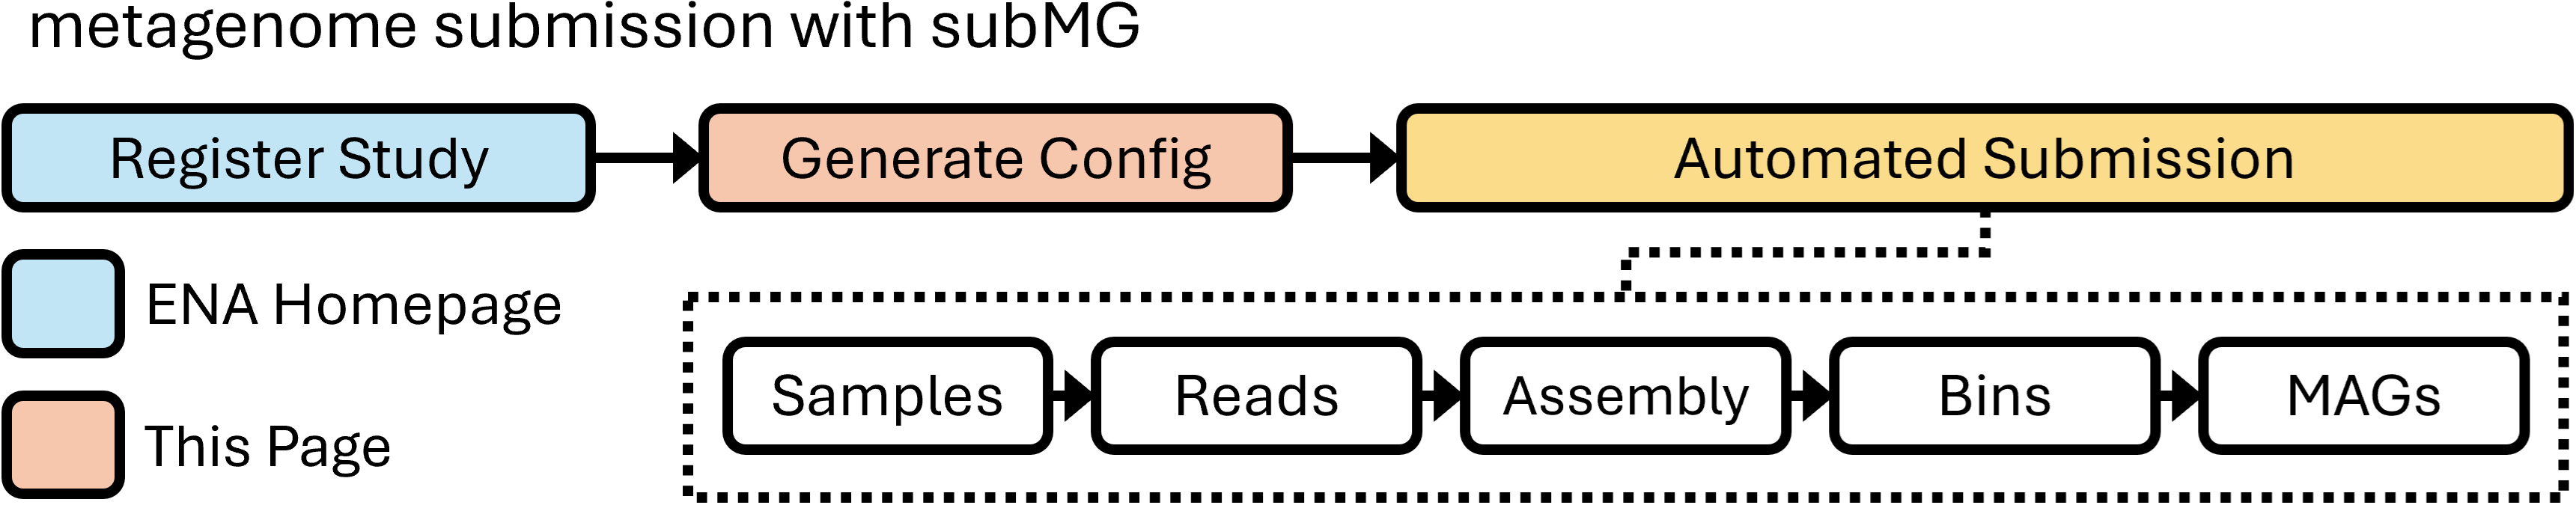 metagenome submission with subMG
Register Study
Generate Config
Automated Submission
ENA Homepage
This Page
Samples
Reads
Assembly
Bins
MAGs